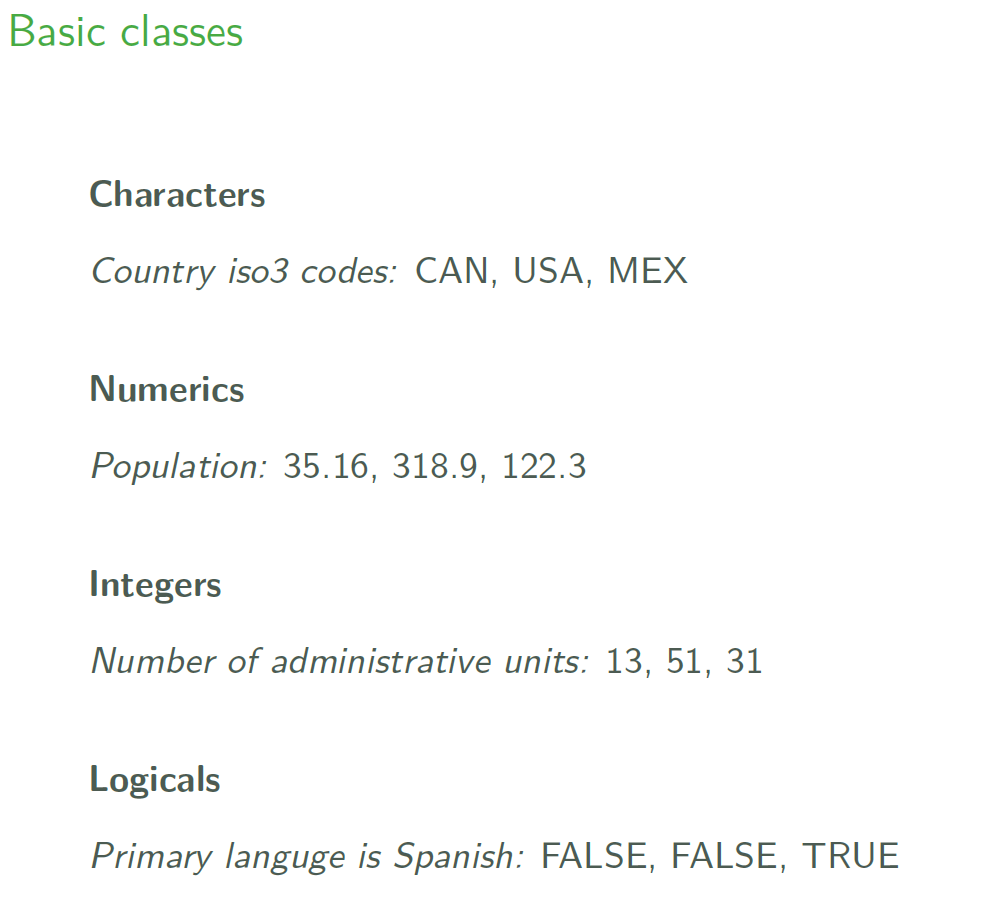 Basic classes
Characters
Country iso3 codes: CAN, USA, MEX
Numerics
Population: 35.16, 318.9, 122.3
Integers
Number of administrative units: 13, 51, 31
Logicals
Primary languge is Spanish: FALSE, FALSE, TRUE